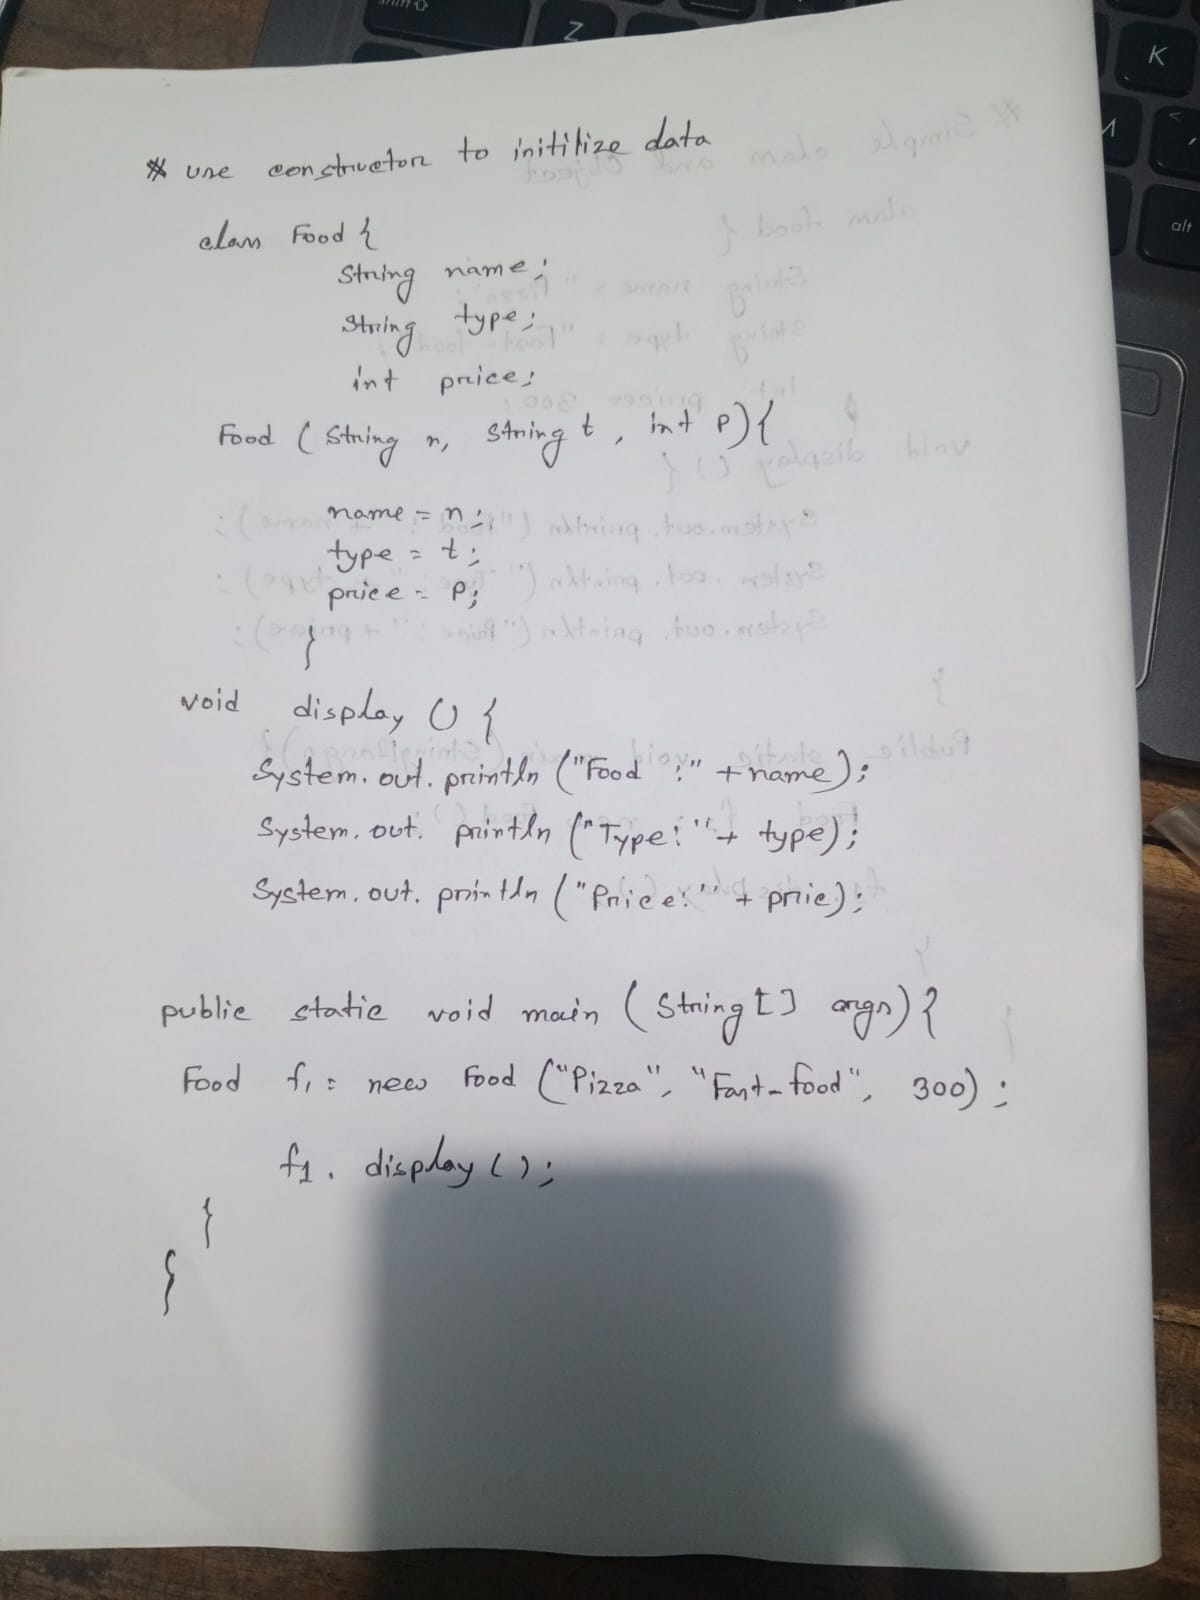 * use constructor to initilize data
class Food {
String name;
String type;
int price;
Food ( String n, String t, int p){
name = n;
type = t;
price = p;
}
void display () {
System.out.println ("Food :" + name);
System.out.println ("Type:" + type);
System.out.println ("Price:" + prie);
public static void main ( String [] args) {
Food f1 = new Food ("Pizza", "Fast-food", 300) ;
f1. display ( );
}
}
shift
Z
K
M
<
alt